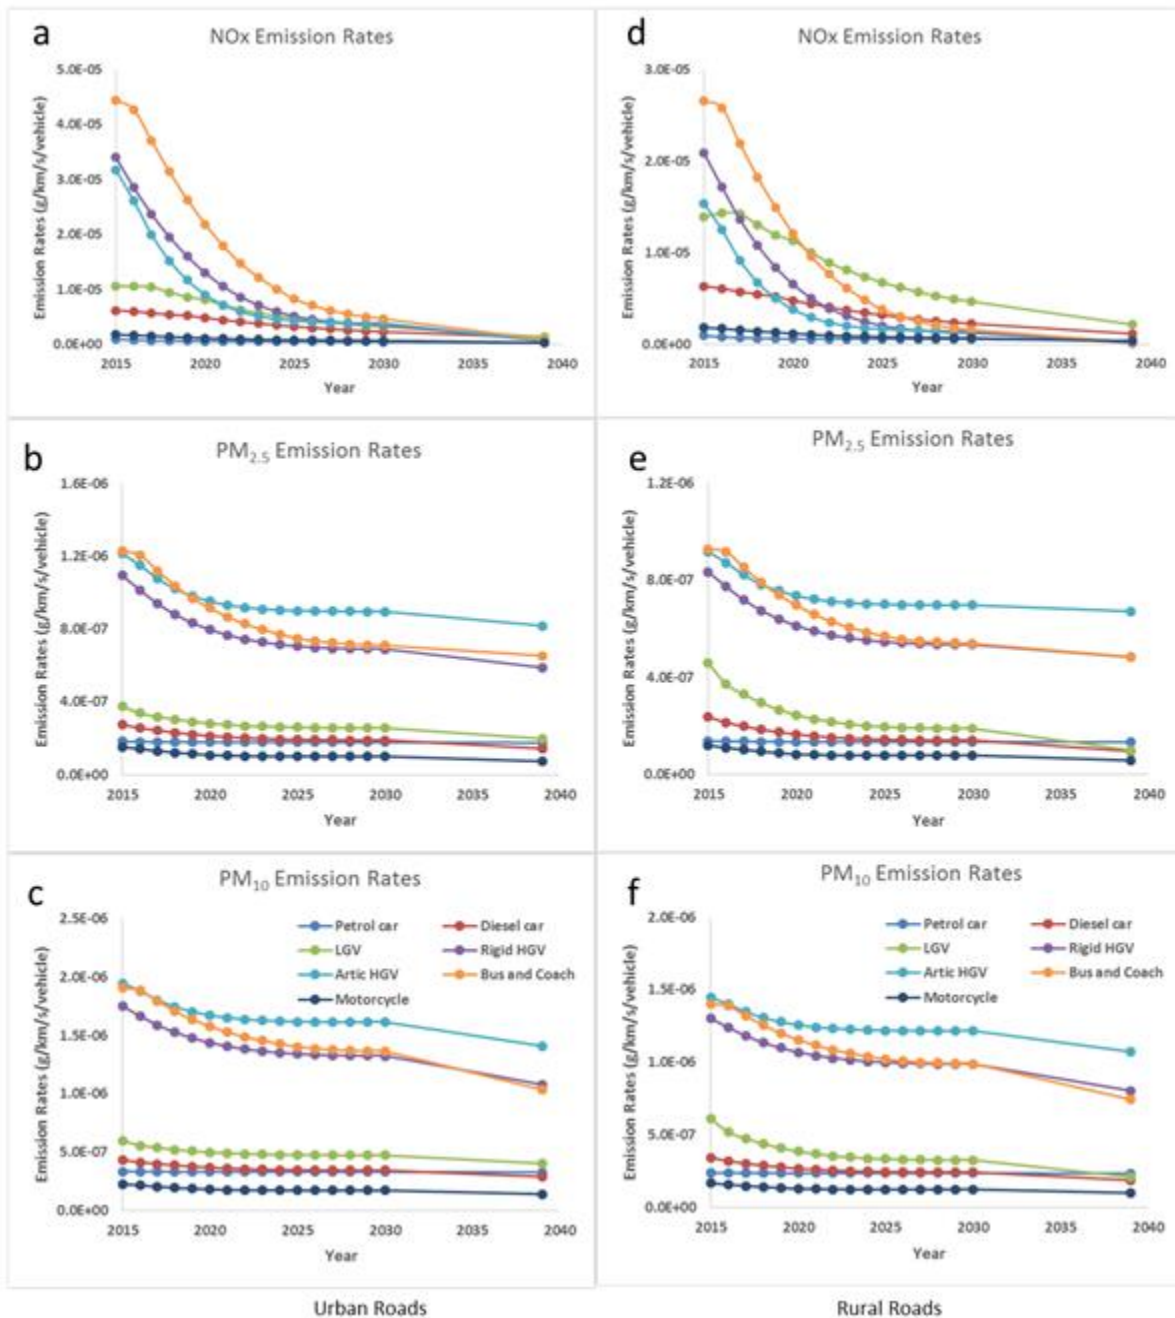 a
NOx Emission Rates
Emission Rates (g/km/s/vehicle)
5.0E-05
4.0E-05
3.0E-05
2.0E-05
1.0E-05
0.0E+00
2015 2020 2025 2030 2035 2040
Year
d
NOx Emission Rates
Emission Rates (g/km/s/vehicle)
3.0E-05
2.0E-05
1.0E-05
0.0E+00
2015 2020 2025 2030 2035 2040
Year
b
PM2.5 Emission Rates
Emission Rates (g/km/s/vehicle)
1.6E-06
1.2E-06
8.0E-07
4.0E-07
0.0E+00
2015 2020 2025 2030 2035 2040
Year
e
PM2.5 Emission Rates
Emission Rates (g/km/s/vehicle)
1.2E-06
8.0E-07
4.0E-07
0.0E+00
2015 2020 2025 2030 2035 2040
Year
c
PM10 Emission Rates
Emission Rates (g/km/s/vehicle)
2.5E-06
2.0E-06
1.5E-06
1.0E-06
5.0E-07
0.0E+00
Petrol car Diesel car
LGV Rigid HGV
Artic HGV Bus and Coach
Motorcycle
2015 2020 2025 2030 2035 2040
Year
f
PM10 Emission Rates
Emission Rates (g/km/s/vehicle)
2.0E-06
1.5E-06
1.0E-06
5.0E-07
0.0E+00
Petrol car Diesel car
LGV Rigid HGV
Artic HGV Bus and Coach
Motorcycle
2015 2020 2025 2030 2035 2040
Year
Urban Roads
Rural Roads